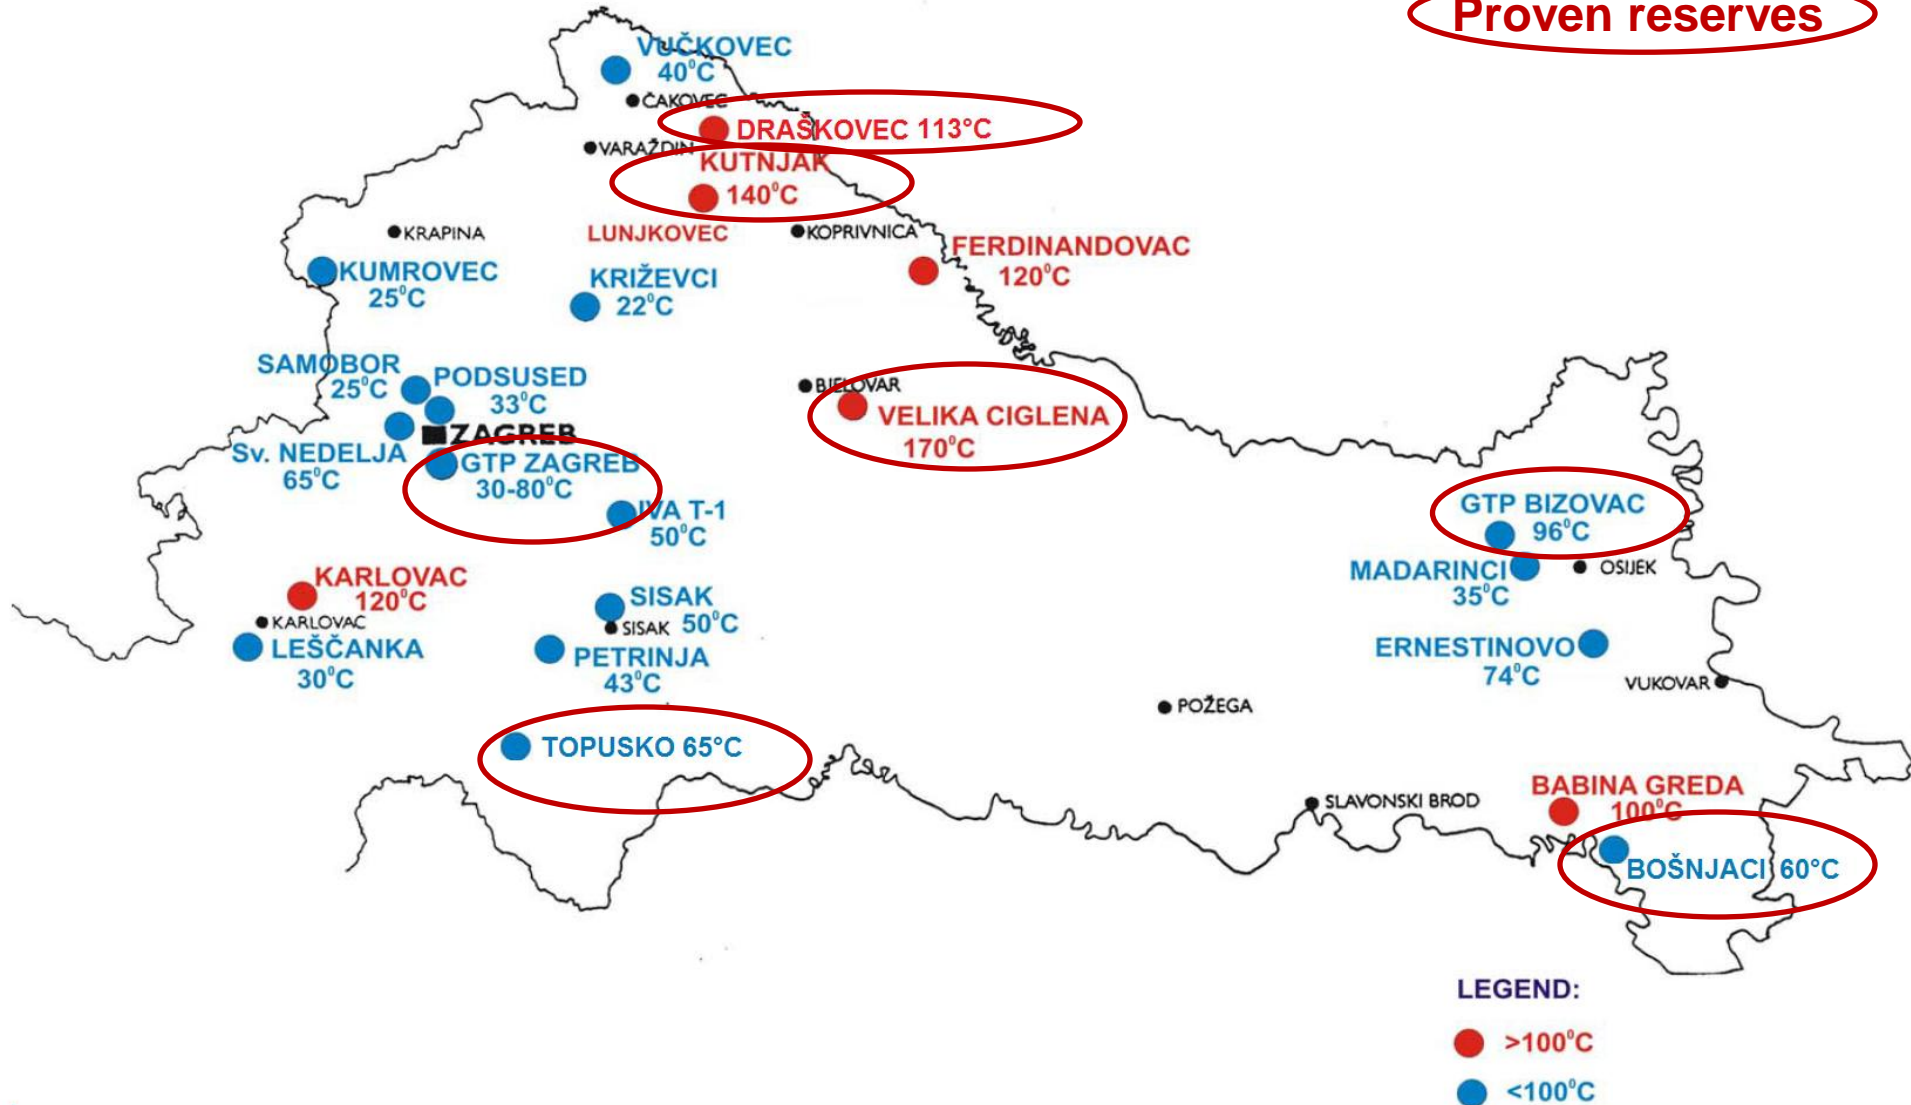 Proven reserves
VUČKOVEC
40°C
ČAKOVEC
DRAŠKOVEC 113°C
VARAŽDIN
KUTNJAK
140°C
KRAPINA
LUNJKOVEC
KOPRIVNICA
FERDINANDOVAC
120°C
KUMROVEC
25°C
KRIŽEVCI
22°C
SAMOBOR
25°C
PODSUSED
33°C
BJELOVAR
VELIKA CIGLENA
170°C
ZAGREB
Sv. NEDELJA
65°C
GTP ZAGREB
30-80°C
IVA T-1
50°C
GTP BIZOVAC
96°C
MADARINCI
35°C
OSIJEK
KARLOVAC
120°C
KARLOVAC
LEŠČANKA
30°C
SISAK
50°C
SISAK
PETRINJA
43°C
ERNESTINOVO
74°C
VUKOVAR
POŽEGA
TOPUSKO 65°C
BABINA GREDA
100°C
SLAVONSKI BROD
BOŠNJACI 60°C
LEGEND:
>100°C
<100°C